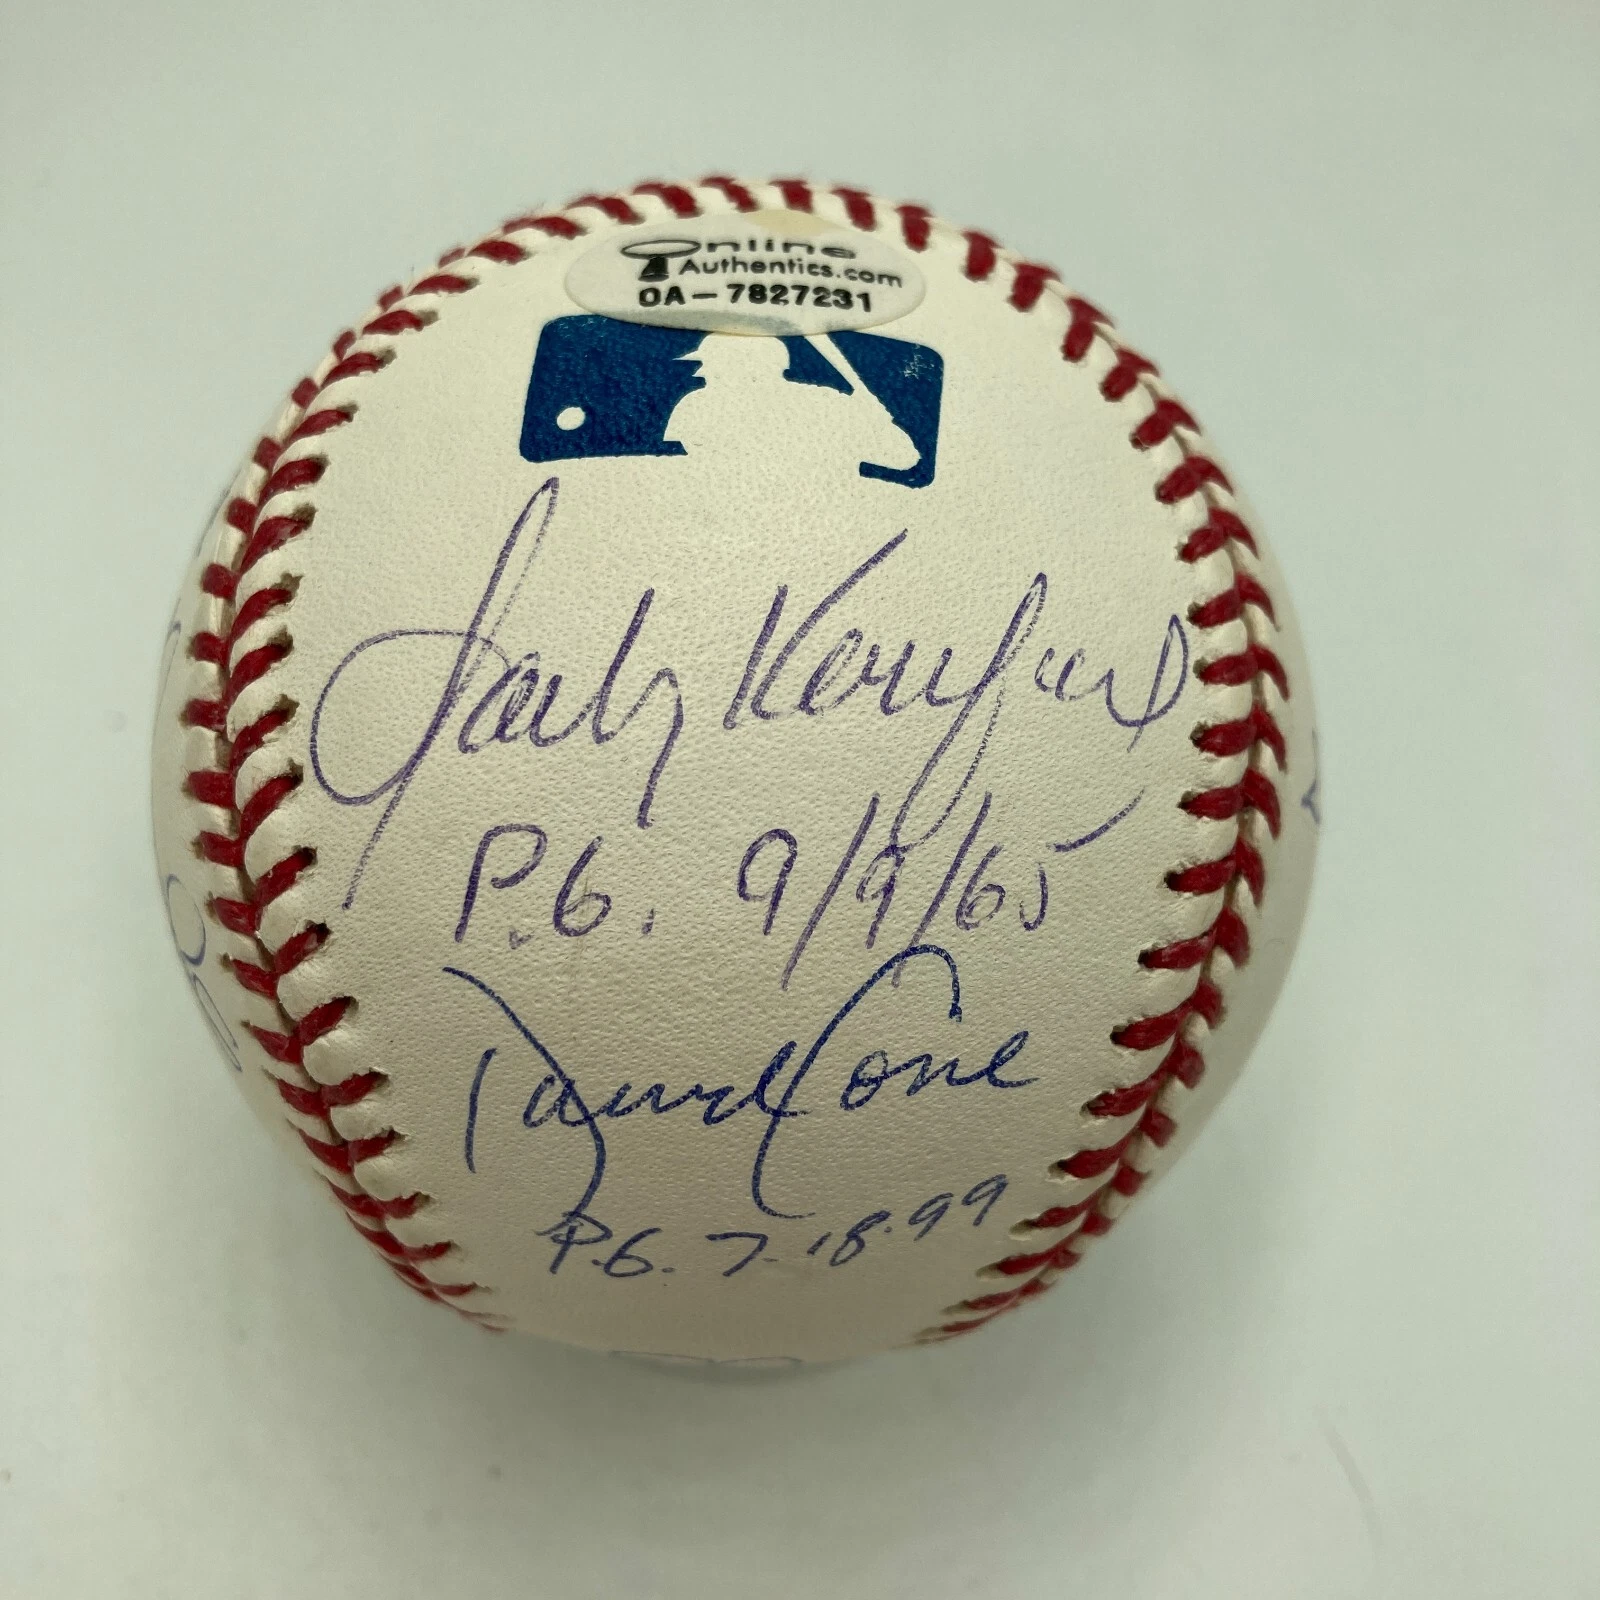 Online
Authentics.com
OA-7827231
Sandy Koufax
P.G. 9/9/65
David Cone
P.G. 7.18.99